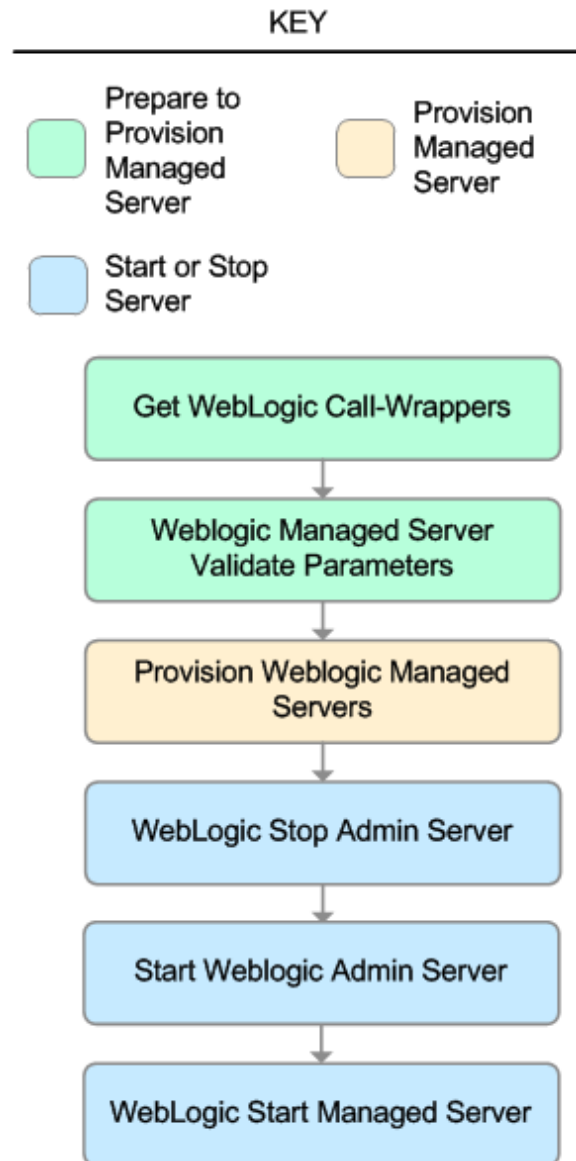 KEY
Prepare to
Provision
Managed
Server
Provision
Managed
Server
Start or Stop
Server
Get WebLogic Call-Wrappers
Weblogic Managed Server
Validate Parameters
Provision Weblogic Managed
Servers
WebLogic Stop Admin Server
Start Weblogic Admin Server
WebLogic Start Managed Server